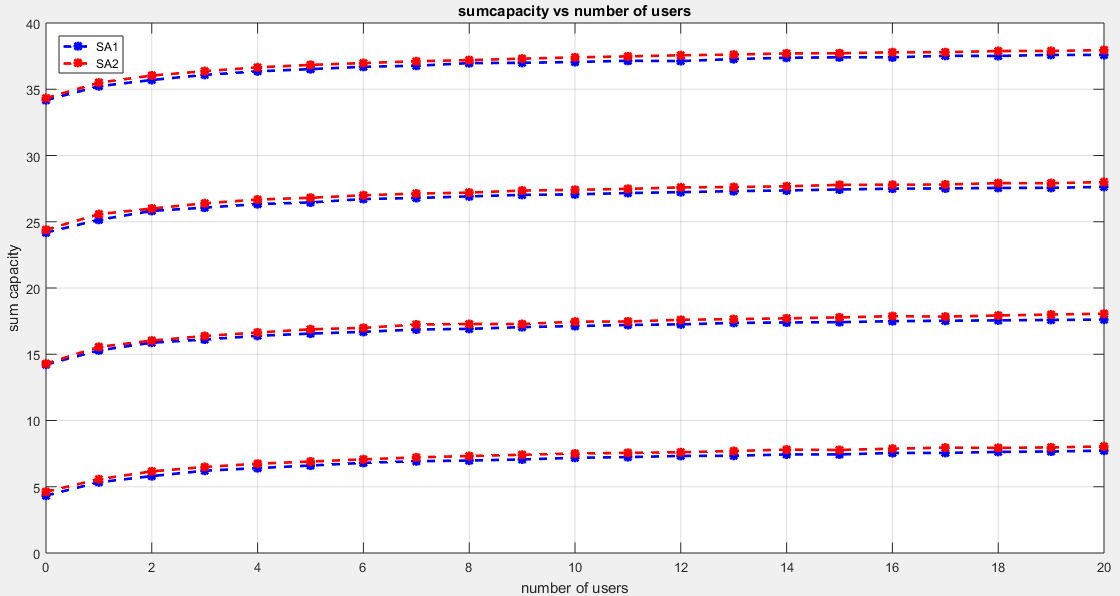 sumcapacity vs number of users
SA1
SA2
40
35
30
25
20
15
10
5
0
sum capacity
0 2 4 6 8 10 12 14 16 18 20
number of users